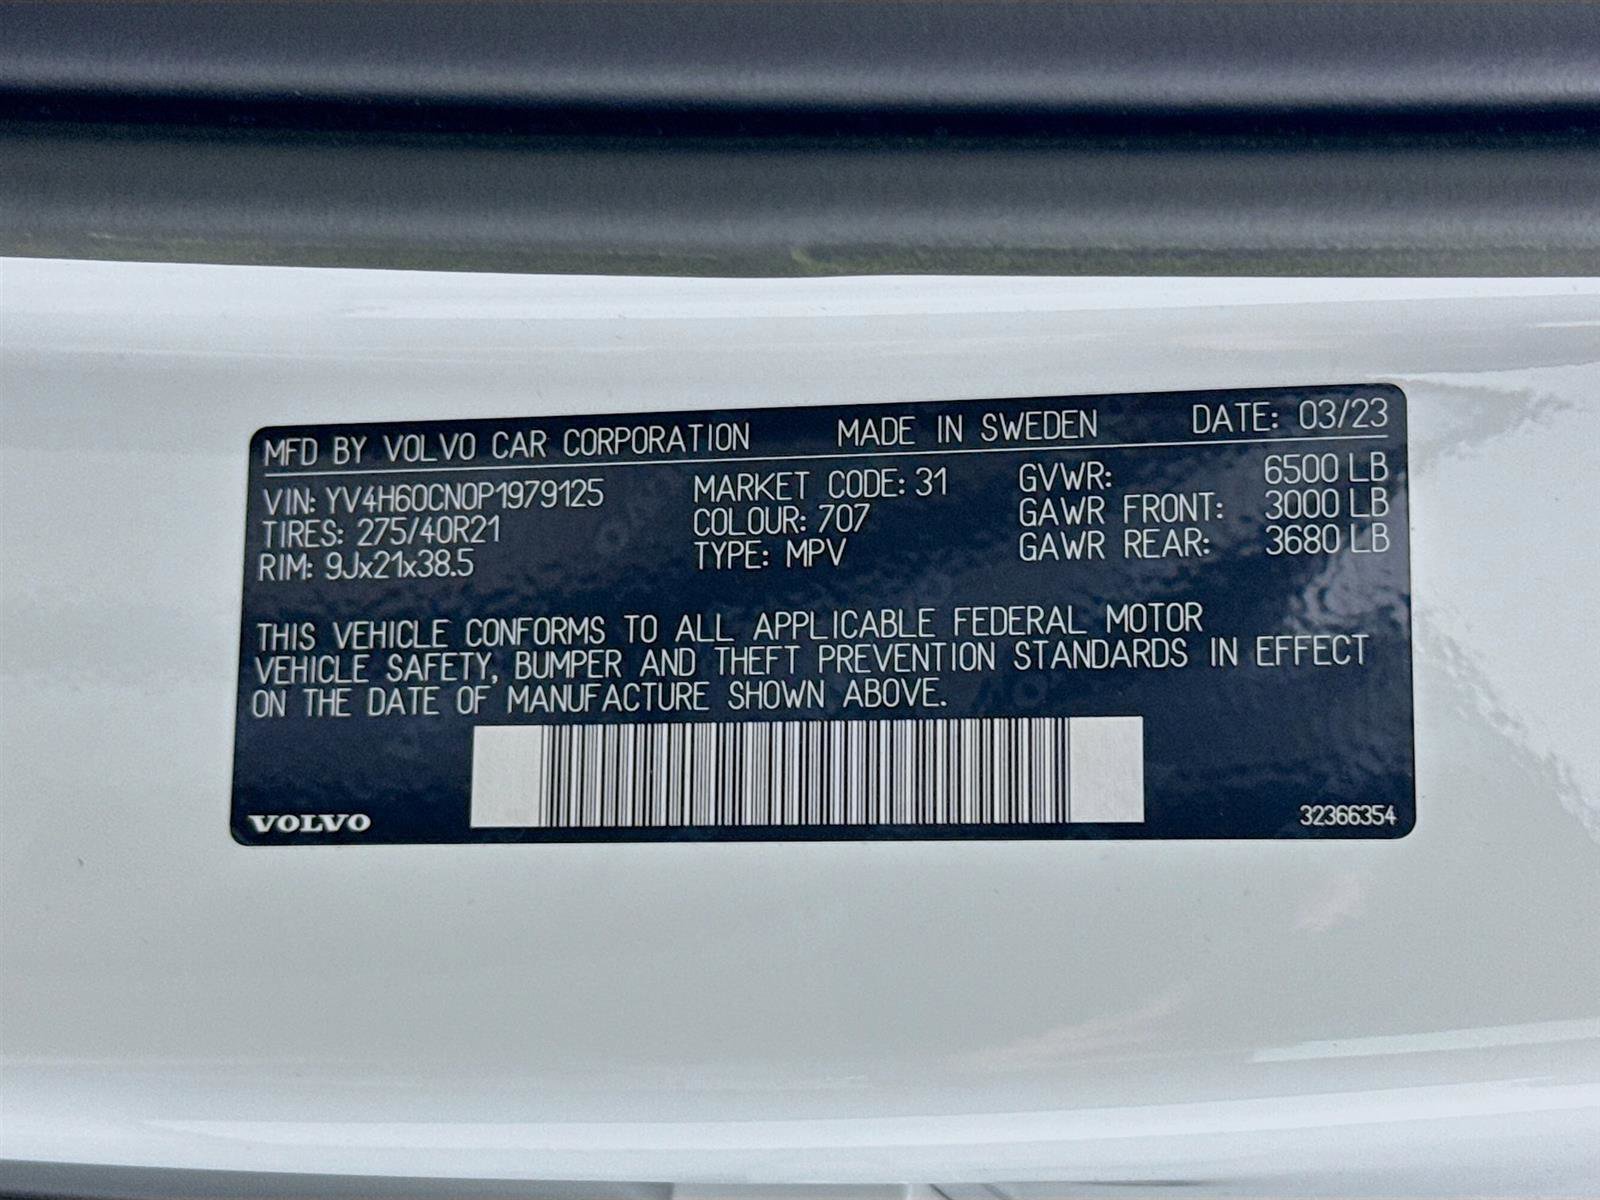 MFD BY VOLVO CAR CORPORATION MADE IN SWEDEN DATE: 03/23
VIN: YV4H60CN0P1979125 MARKET CODE: 31 GVWR: 6500 LB
TIRES: 275/40R21 COLOUR: 707 GAWR FRONT: 3000 LB
RIM: 9Jx21x38.5 TYPE: MPV GAWR REAR: 3680 LB
THIS VEHICLE CONFORMS TO ALL APPLICABLE FEDERAL MOTOR
VEHICLE SAFETY, BUMPER AND THEFT PREVENTION STANDARDS IN EFFECT
ON THE DATE OF MANUFACTURE SHOWN ABOVE.
VOLVO 32366354